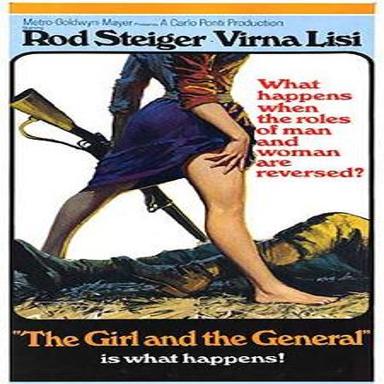 Metro-Goldwyn-Mayer Presents A Carlo Ponti Production
Rod Steiger · Virna Lisi
What
happens
when
the roles
of man
and
woman
are
reversed?
"The Girl and the General"
is what happens!